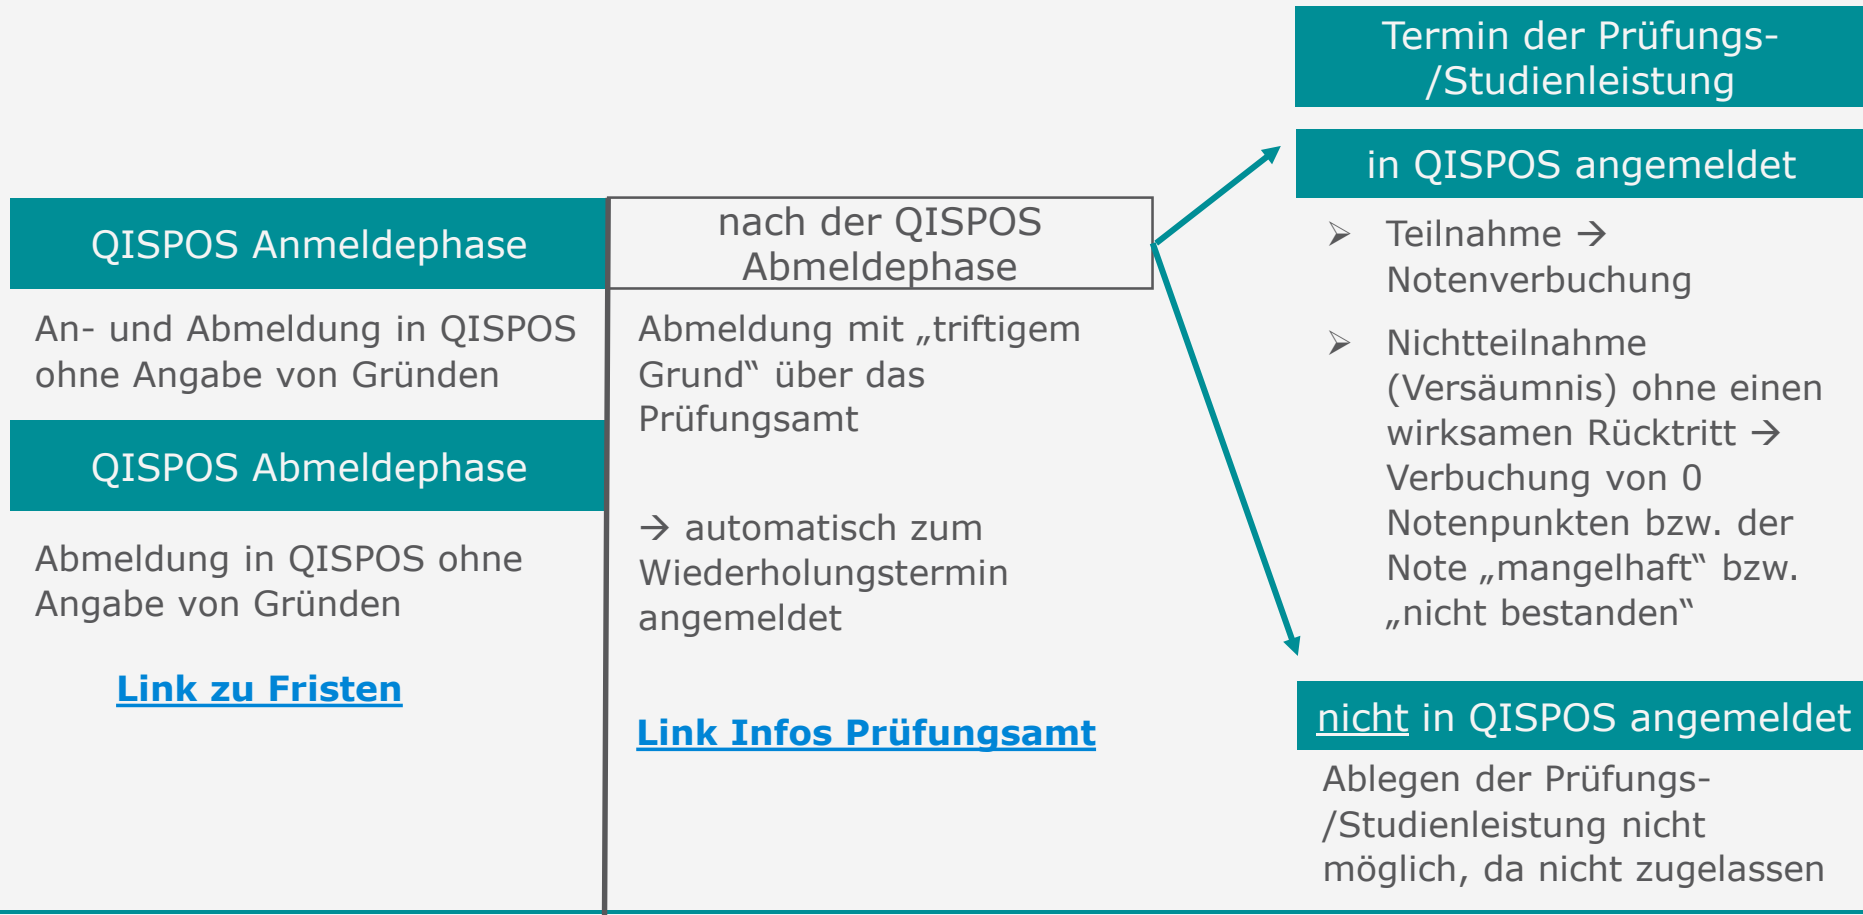 QISPOS Anmeldephase
An- und Abmeldung in QISPOS
ohne Angabe von Gründen
QISPOS Abmeldephase
Abmeldung in QISPOS ohne
Angabe von Gründen
Link zu Fristen
nach der QISPOS
Abmeldephase
Abmeldung mit „triftigem
Grund“ über das
Prüfungsamt
→ automatisch zum
Wiederholungstermin
angemeldet
Link Infos Prüfungsamt
Termin der Prüfungs-
/Studienleistung
in QISPOS angemeldet
➢ Teilnahme →
Notenverbuchung
➢ Nichtteilnahme
(Versäumnis) ohne einen
wirksamen Rücktritt →
Verbuchung von 0
Notenpunkten bzw. der
Note „mangelhaft“ bzw.
„nicht bestanden“
nicht in QISPOS angemeldet
Ablegen der Prüfungs-
/Studienleistung nicht
möglich, da nicht zugelassen